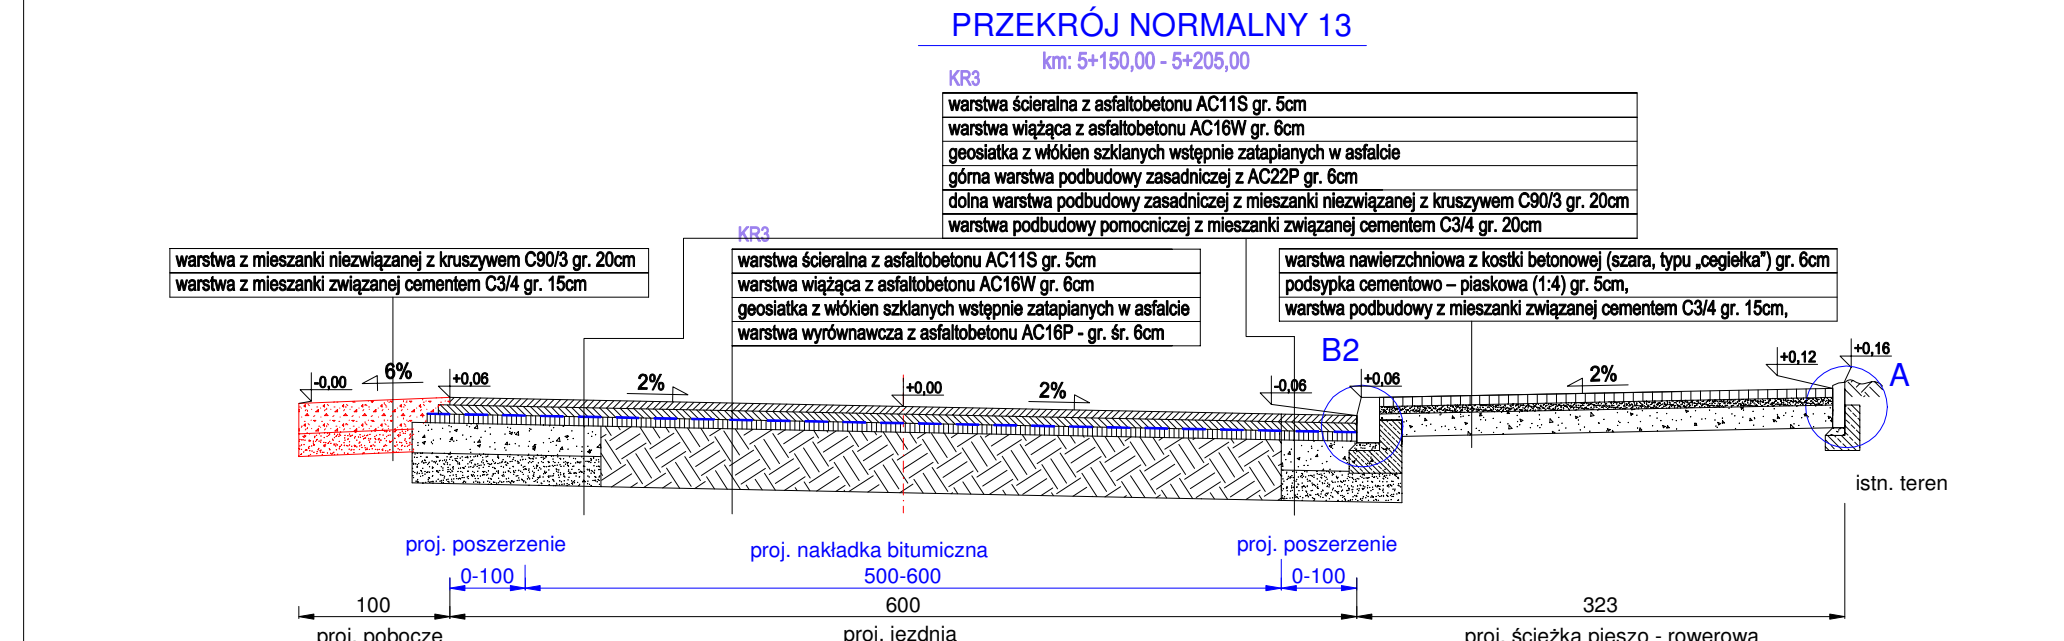 PRZEKRÓJ NORMALNY 13
km: 5+150,00 - 5+205,00
KR3
warstwa ścieralna z asfaltobetonu AC11S gr. 5cm
warstwa wiążąca z asfaltobetonu AC16W gr. 6cm
geosiatka z włókien szklanych wstępnie zatapianych w asfalcie
górna warstwa podbudowy zasadniczej z AC22P gr. 6cm
dolna warstwa podbudowy zasadniczej z mieszanki niezwiązanej z kruszywem C90/3 gr. 20cm
warstwa podbudowy pomocniczej z mieszanki związanej cementem C3/4 gr. 20cm
warstwa z mieszanki niezwiązanej z kruszywem C90/3 gr. 20cm
warstwa z mieszanki związanej cementem C3/4 gr. 15cm
KR3
warstwa ścieralna z asfaltobetonu AC11S gr. 5cm
warstwa wiążąca z asfaltobetonu AC16W gr. 6cm
geosiatka z włókien szklanych wstępnie zatapianych w asfalcie
warstwa wyrównawcza z asfaltobetonu AC16P - gr. śr. 6cm
warstwa nawierzchniowa z kostki betonowej (szara, typu „cegiełka”) gr. 6cm
podsypka cementowo – piaskowa (1:4) gr. 5cm,
warstwa podbudowy z mieszanki związanej cementem C3/4 gr. 15cm,
-0,00
6%
+0,06
2%
+0,00
2%
-0,06
B2
+0,06
2%
+0,12
+0,16
A
istn. teren
proj. poszerzenie
proj. nakładka bitumiczna
proj. poszerzenie
0-100
500-600
0-100
100
600
323
proj. pobocze
proj. jezdnia
proj. ścieżka pieszo - rowerowa